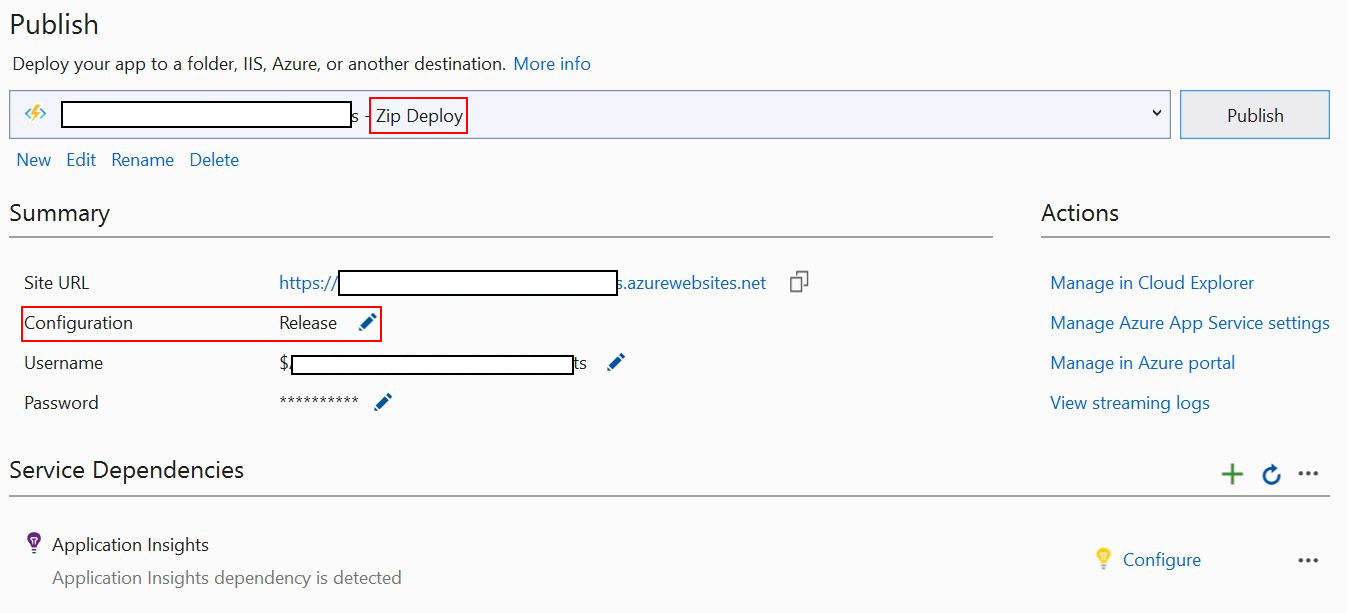 Publish
Deploy your app to a folder, IIS, Azure, or another destination. More info
s - Zip Deploy
Publish
New Edit Rename Delete
Summary
Actions
Site URL https:// s.azurewebsites.net
Manage in Cloud Explorer
Configuration Release
Manage Azure App Service settings
Username $ ts
Manage in Azure portal
Password **********
View streaming logs
Service Dependencies
Application Insights
Application Insights dependency is detected
Configure